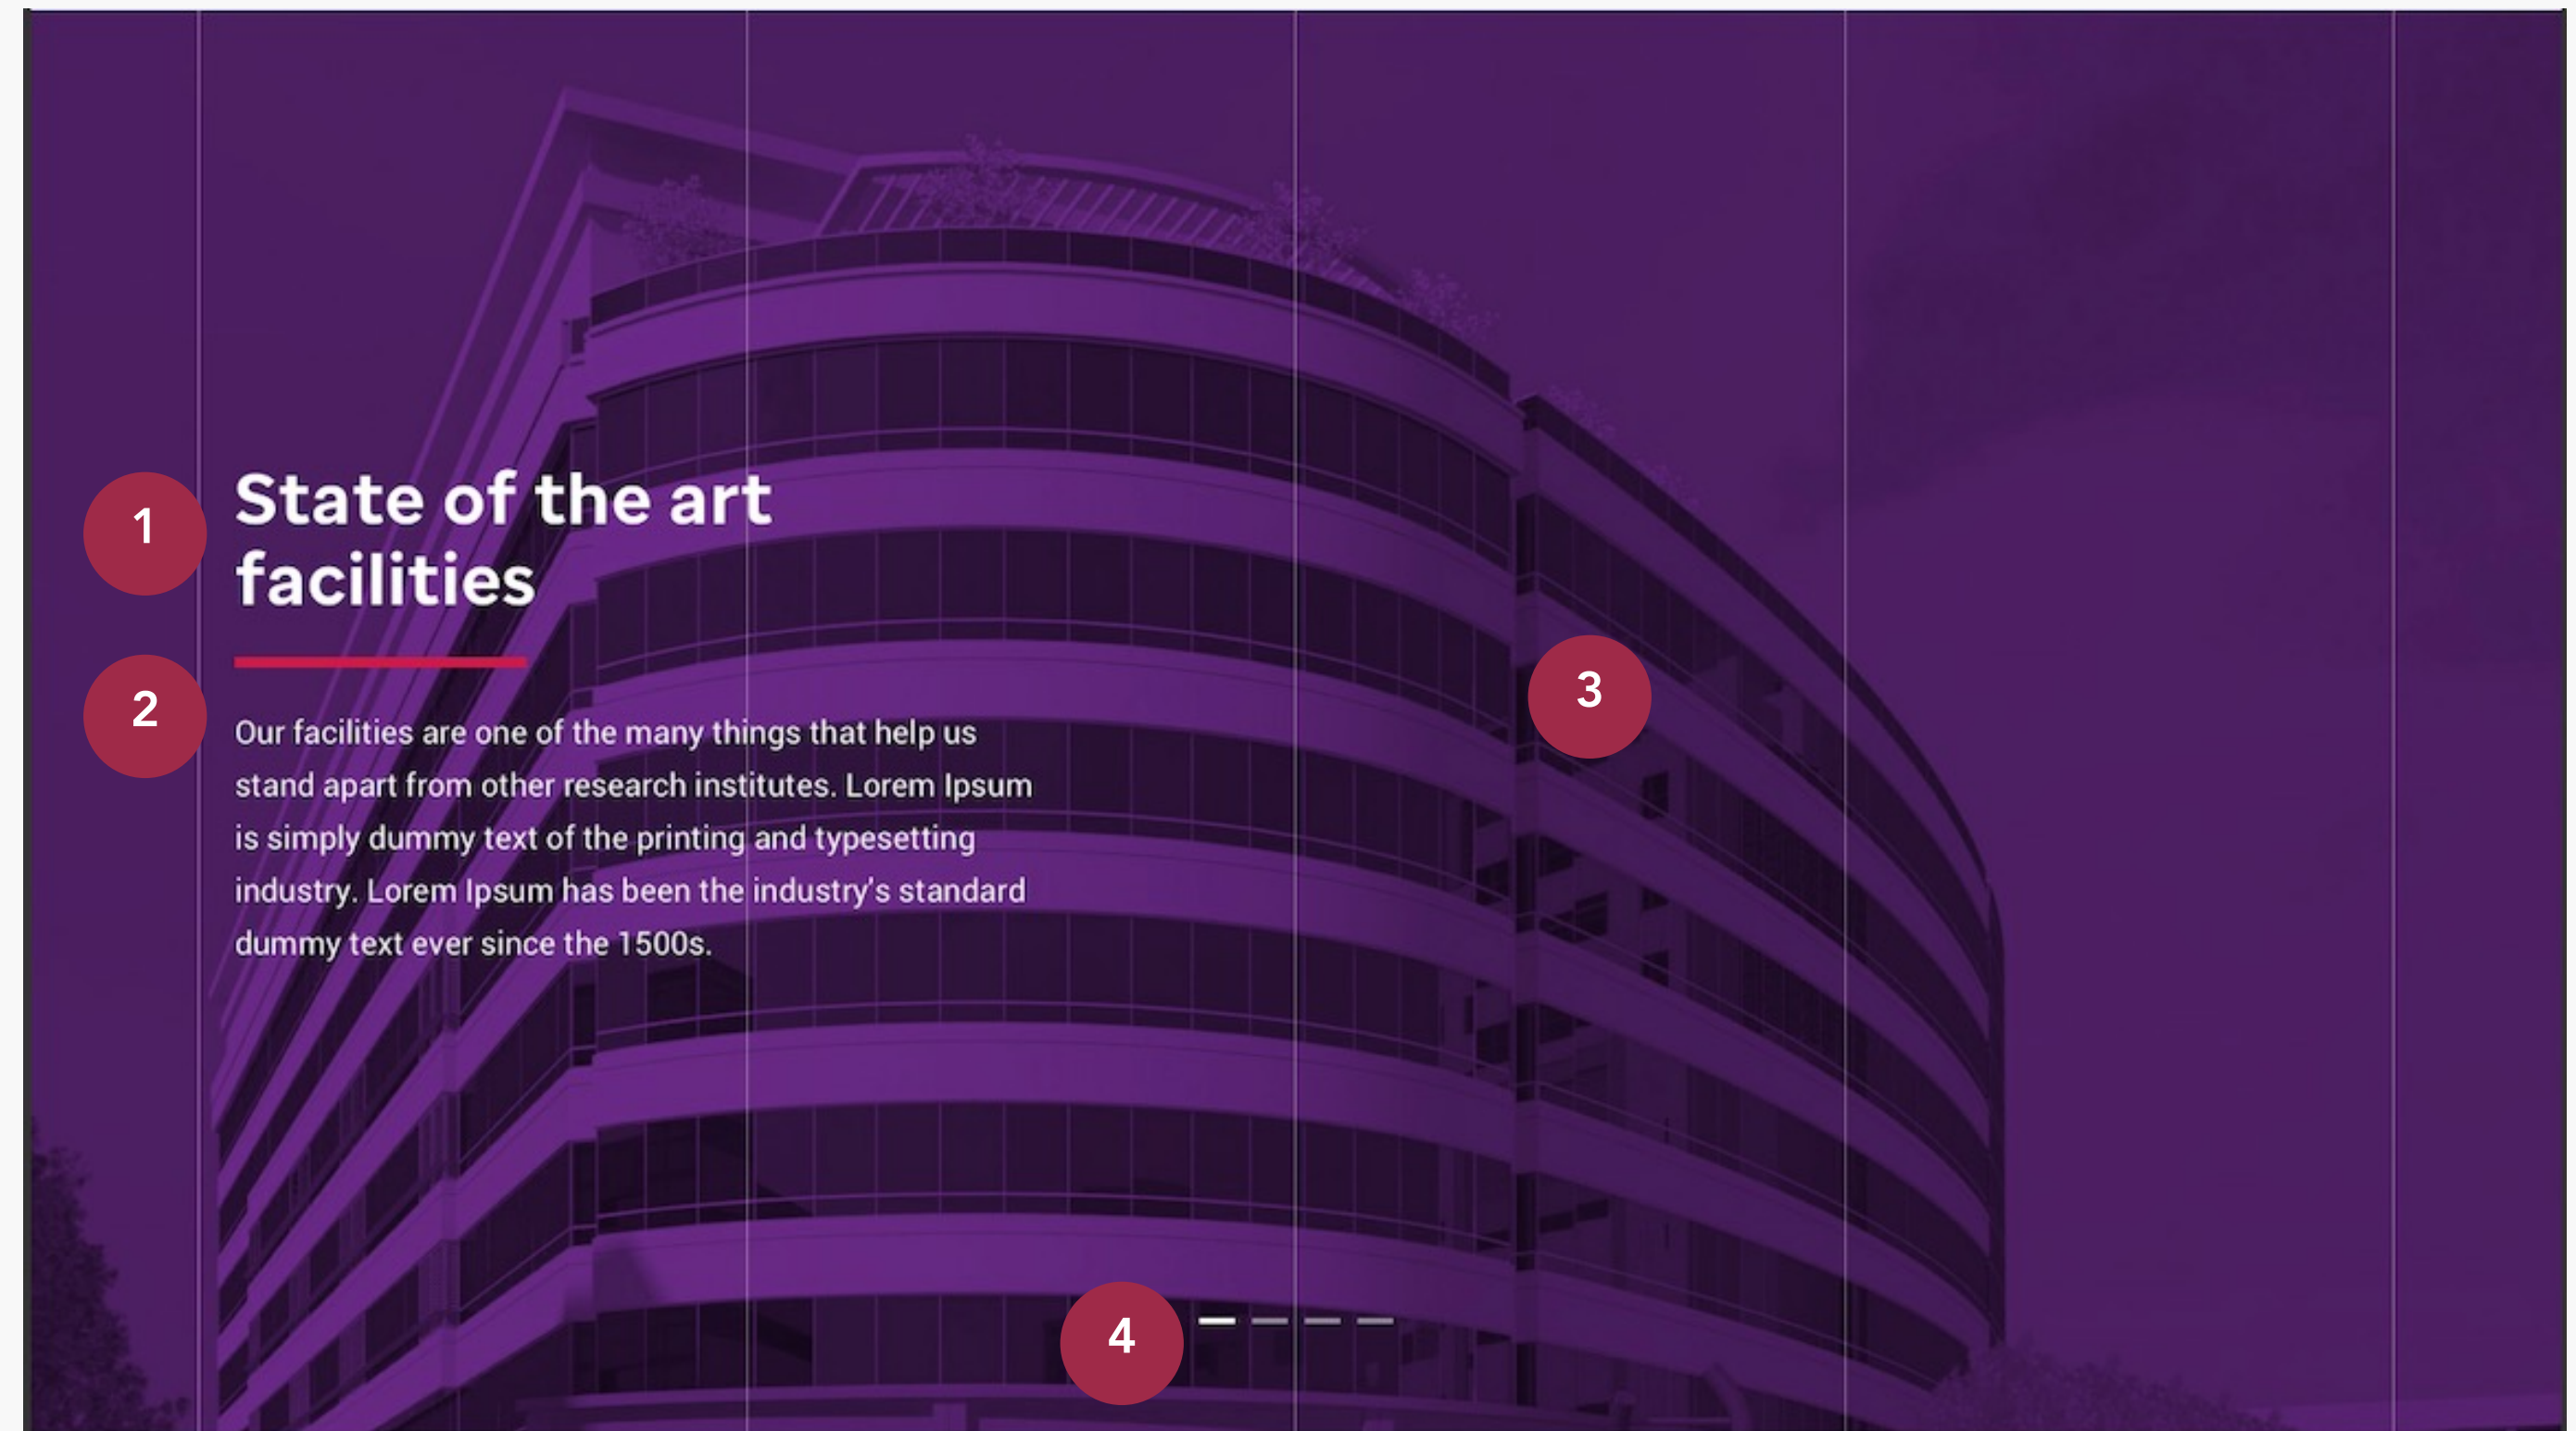 1
State of the art
facilities
2
Our facilities are one of the many things that help us
stand apart from other research institutes. Lorem Ipsum
is simply dummy text of the printing and typesetting
industry. Lorem Ipsum has been the industry's standard
dummy text ever since the 1500s.
3
4